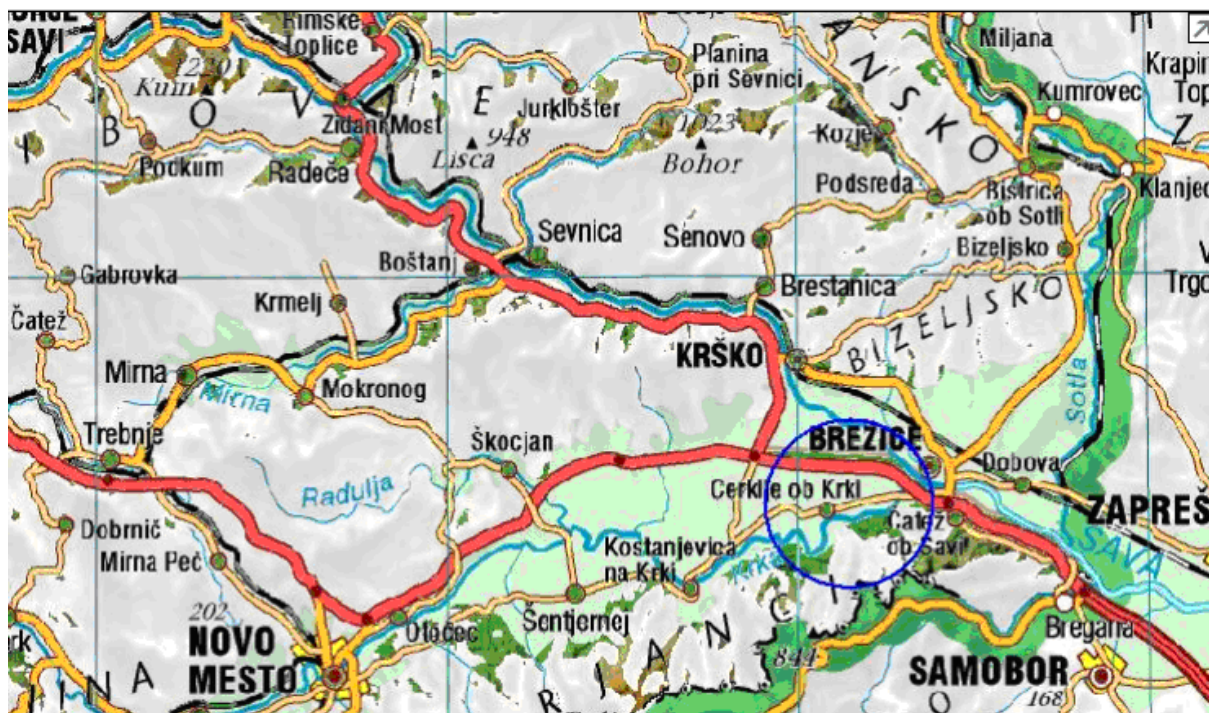 SAVI
Rimske
Toplice
Miljana
Krapin
Top
Planina
pri Sevnici
1220
Kum
Jurklošter
Kumrovec
Zidani Most
948
Lisca
1023
Bohor
Kozje
Podkum
Radeče
Podsreda
Bistrica
ob Sotli
Klanjec
Sevnica
Senovo
Bizeljsko
Boštanj
Gabrovka
Krmelj
Brestanica
Trgo
Čatež
BIZELJSKO
KRŠKO
Mirna
Mirna
Mokronog
Sotla
Trebnje
Škocjan
BREŽICE
Dobova
Radulja
Cerklje ob Krki
ZAPREŠ
Dobrnič
Čatež
ob Savi
Mirna Peč
Kostanjevica
na Krki
Krka
SAVA
202
Šentjernej
Otočec
Bregana
NOVO
MESTO
844
SAMOBOR
168